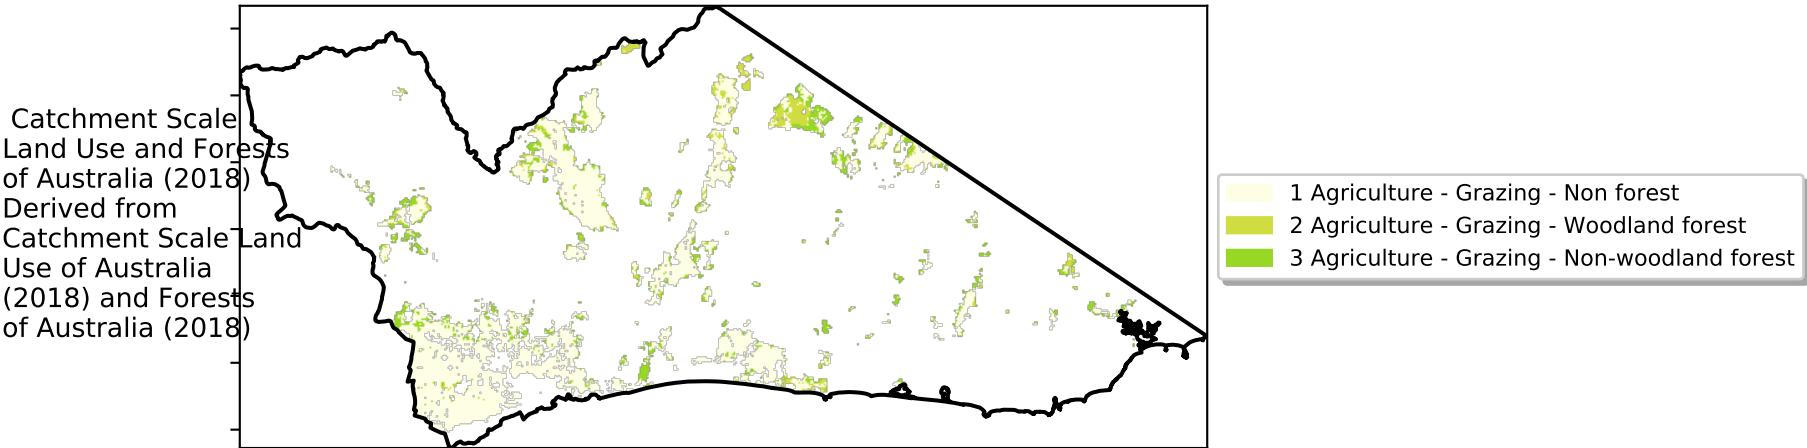 Catchment Scale
Land Use and Forests
of Australia (2018)
Derived from
Catchment Scale Land
Use of Australia
(2018) and Forests
of Australia (2018)
1 Agriculture - Grazing - Non forest
2 Agriculture - Grazing - Woodland forest
3 Agriculture - Grazing - Non-woodland forest